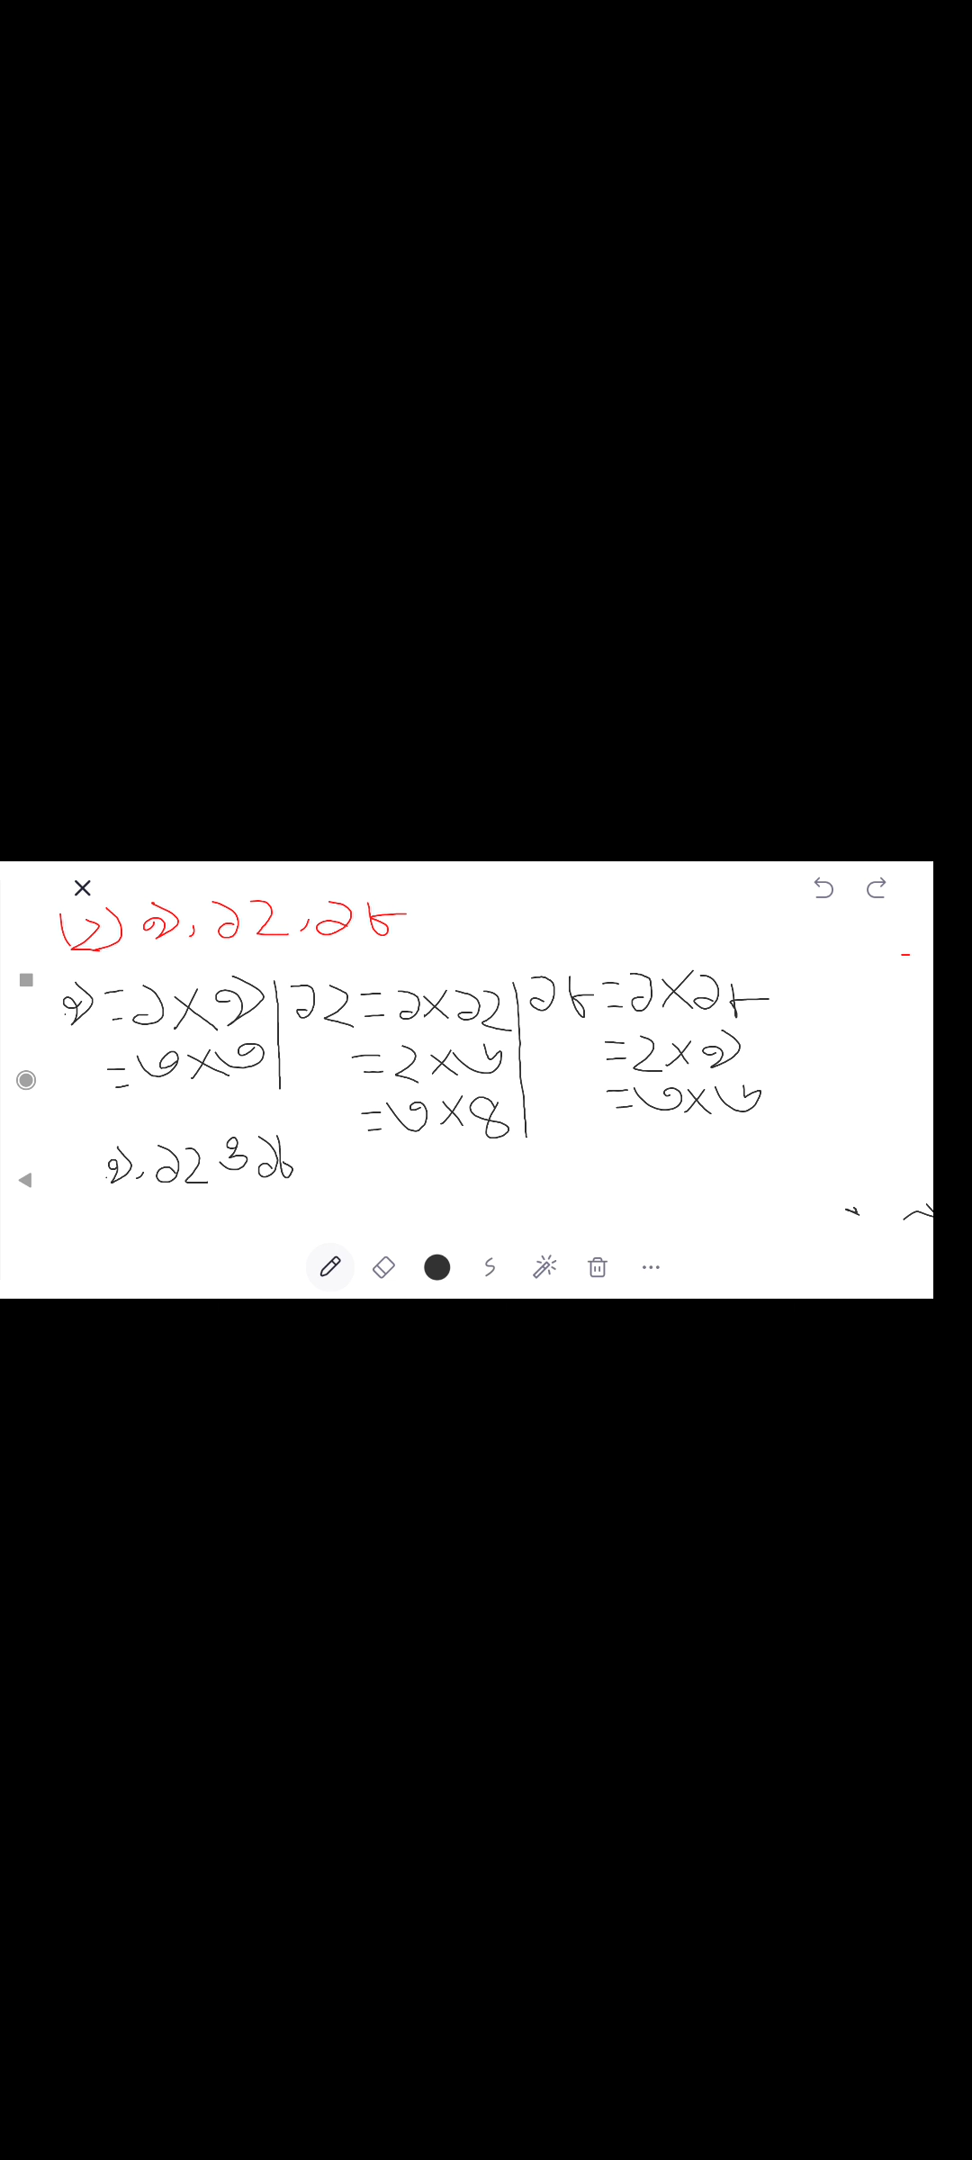 (২) ৯, ১২, ১৮
৯ = ১ × ৯ | ১২ = ১ × ১২ | ১৮ = ১ × ১৮
= ৩ × ৩ | = ২ × ৬ | = ২ × ৯
= ৩ × ৪ | = ৩ × ৬
৯, ১২ ও ১৮